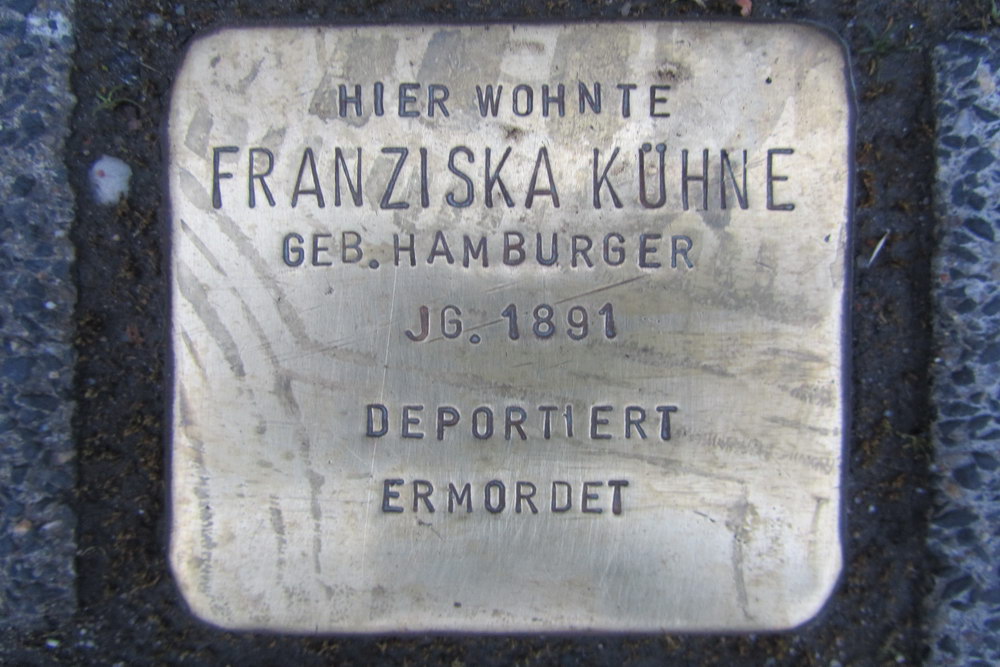 HIER WOHNTE
FRANZISKA KÜHNE
GEB. HAMBURGER
JG. 1891
DEPORTIERT
ERMORDET